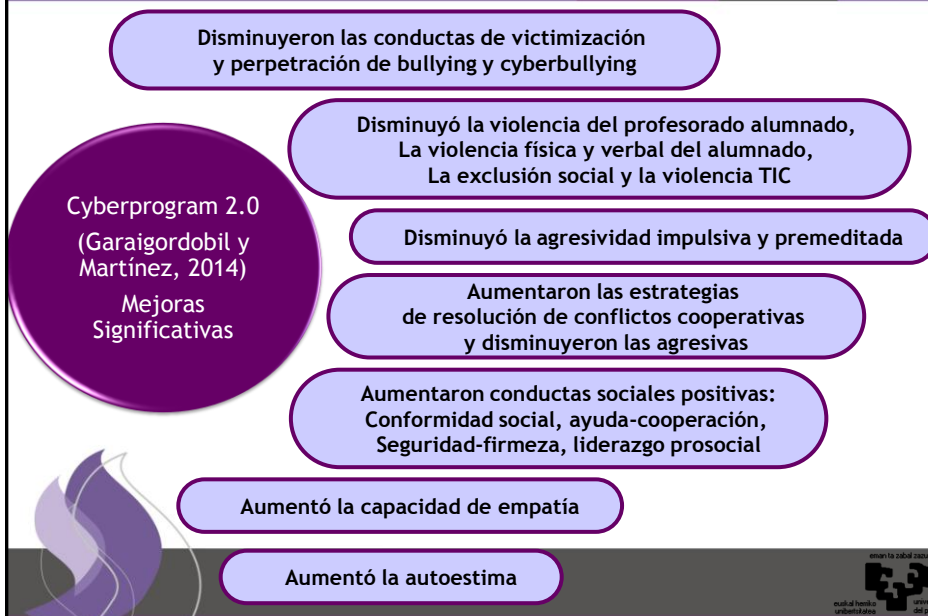 Disminuyeron las conductas de victimización
y perpetración de bullying y cyberbullying
Disminuyó la violencia del profesorado alumnado,
La violencia física y verbal del alumnado,
La exclusión social y la violencia TIC
Cyberprogram 2.0
(Garaigordobil y
Martínez, 2014)
Mejoras
Significativas
Disminuyó la agresividad impulsiva y premeditada
Aumentaron las estrategias
de resolución de conflictos cooperativas
y disminuyeron las agresivas
Aumentaron conductas sociales positivas:
Conformidad social, ayuda-cooperación,
Seguridad-firmeza, liderazgo prosocial
Aumentó la capacidad de empatía
Aumentó la autoestima
eman ta zabal zazu
euskal herriko
unibertsitatea